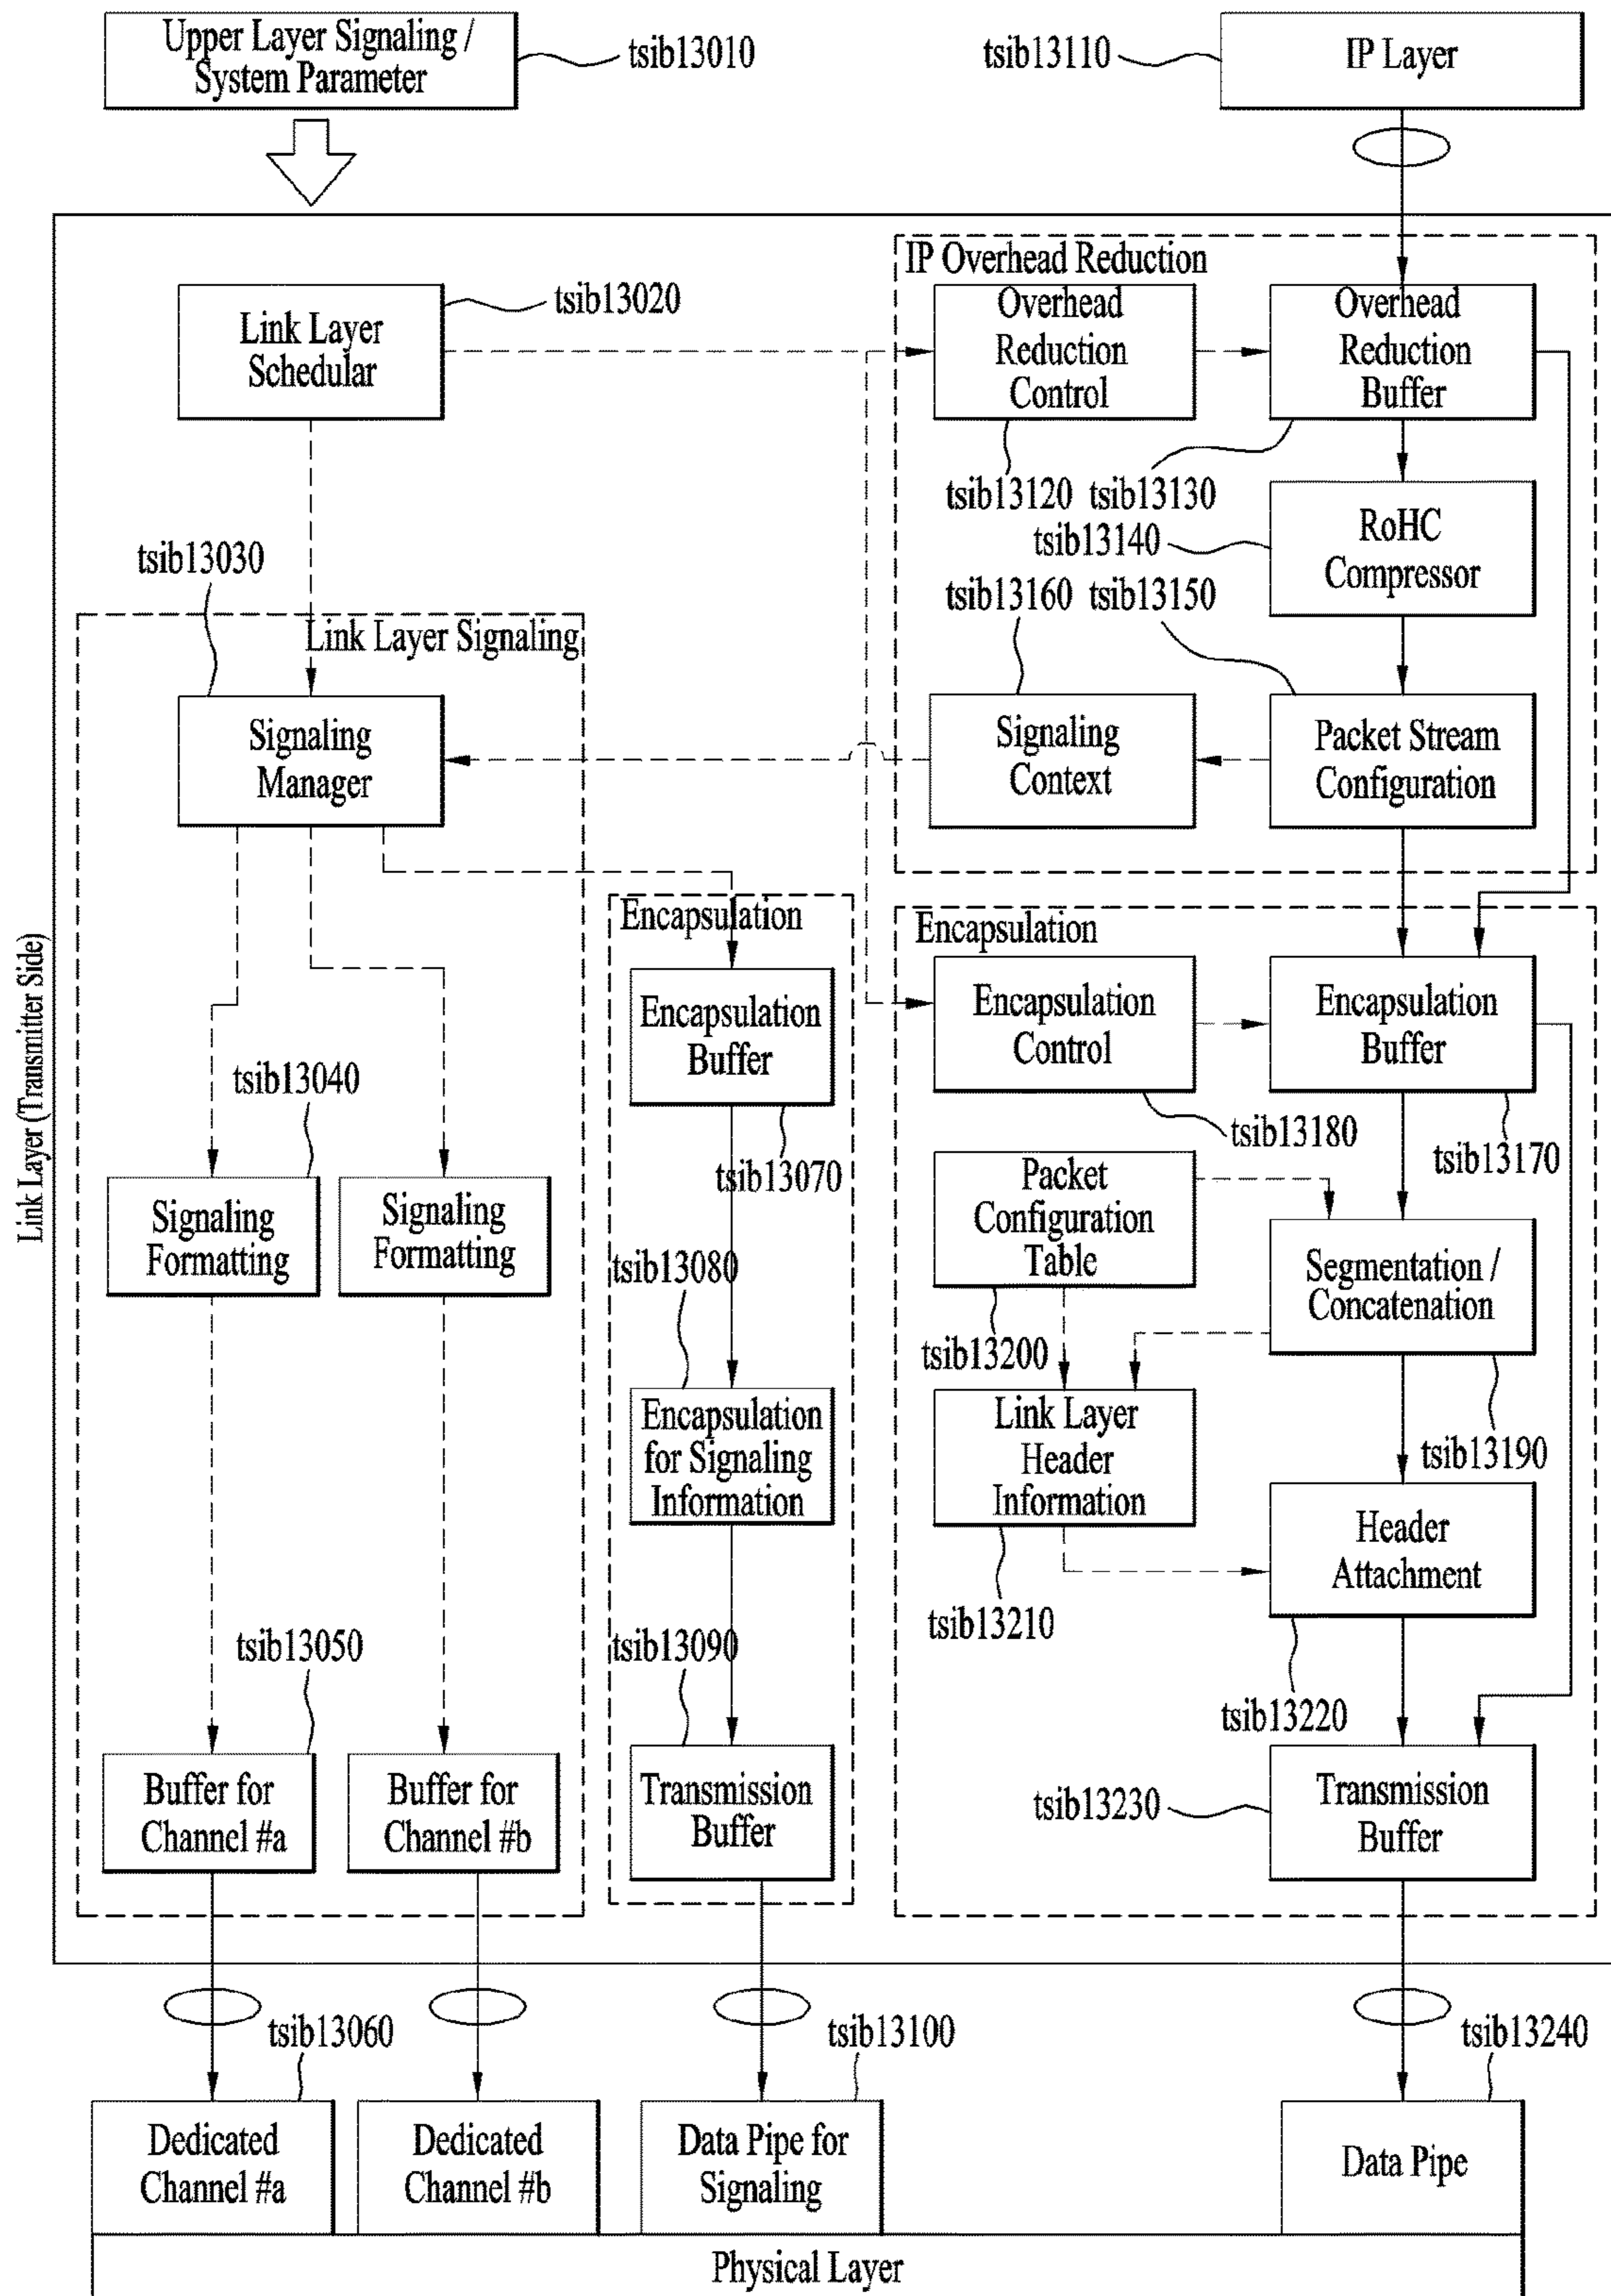 Upper Layer Signaling /
System Parameter
tsib13010
tsib13110
IP Layer
Link Layer (Transmitter Side)
Link Layer
Schedular
tsib13020
IP Overhead Reduction
Overhead
Reduction
Control
Overhead
Reduction
Buffer
tsib13120
tsib13130
tsib13140
RoHC
Compressor
tsib13160
tsib13150
tsib13030
Link Layer Signaling
Signaling
Manager
Signaling
Context
Packet Stream
Configuration
Encapsulation
Encapsulation
Buffer
tsib13070
Encapsulation
Encapsulation
Control
Encapsulation
Buffer
tsib13180
tsib13170
tsib13040
Signaling
Formatting
Signaling
Formatting
Packet
Configuration
Table
tsib13200
Segmentation /
Concatenation
tsib13190
tsib13080
Encapsulation
for Signaling
Information
Link Layer
Header
Information
tsib13210
Header
Attachment
tsib13220
tsib13050
Buffer for
Channel #a
Buffer for
Channel #b
tsib13090
Transmission
Buffer
tsib13230
Transmission
Buffer
tsib13060
tsib13100
tsib13240
Dedicated
Channel #a
Dedicated
Channel #b
Data Pipe for
Signaling
Data Pipe
Physical Layer